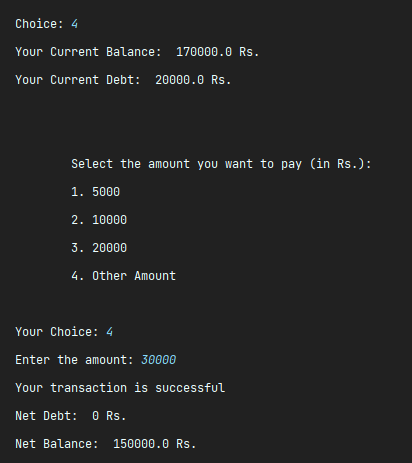 Choice: 4
Your Current Balance:  170000.0 Rs.
Your Current Debt:  20000.0 Rs.
Select the amount you want to pay (in Rs.):
1. 5000
2. 10000
3. 20000
4. Other Amount
Your Choice: 4
Enter the amount: 30000
Your transaction is successful
Net Debt:  0 Rs.
Net Balance:  150000.0 Rs.